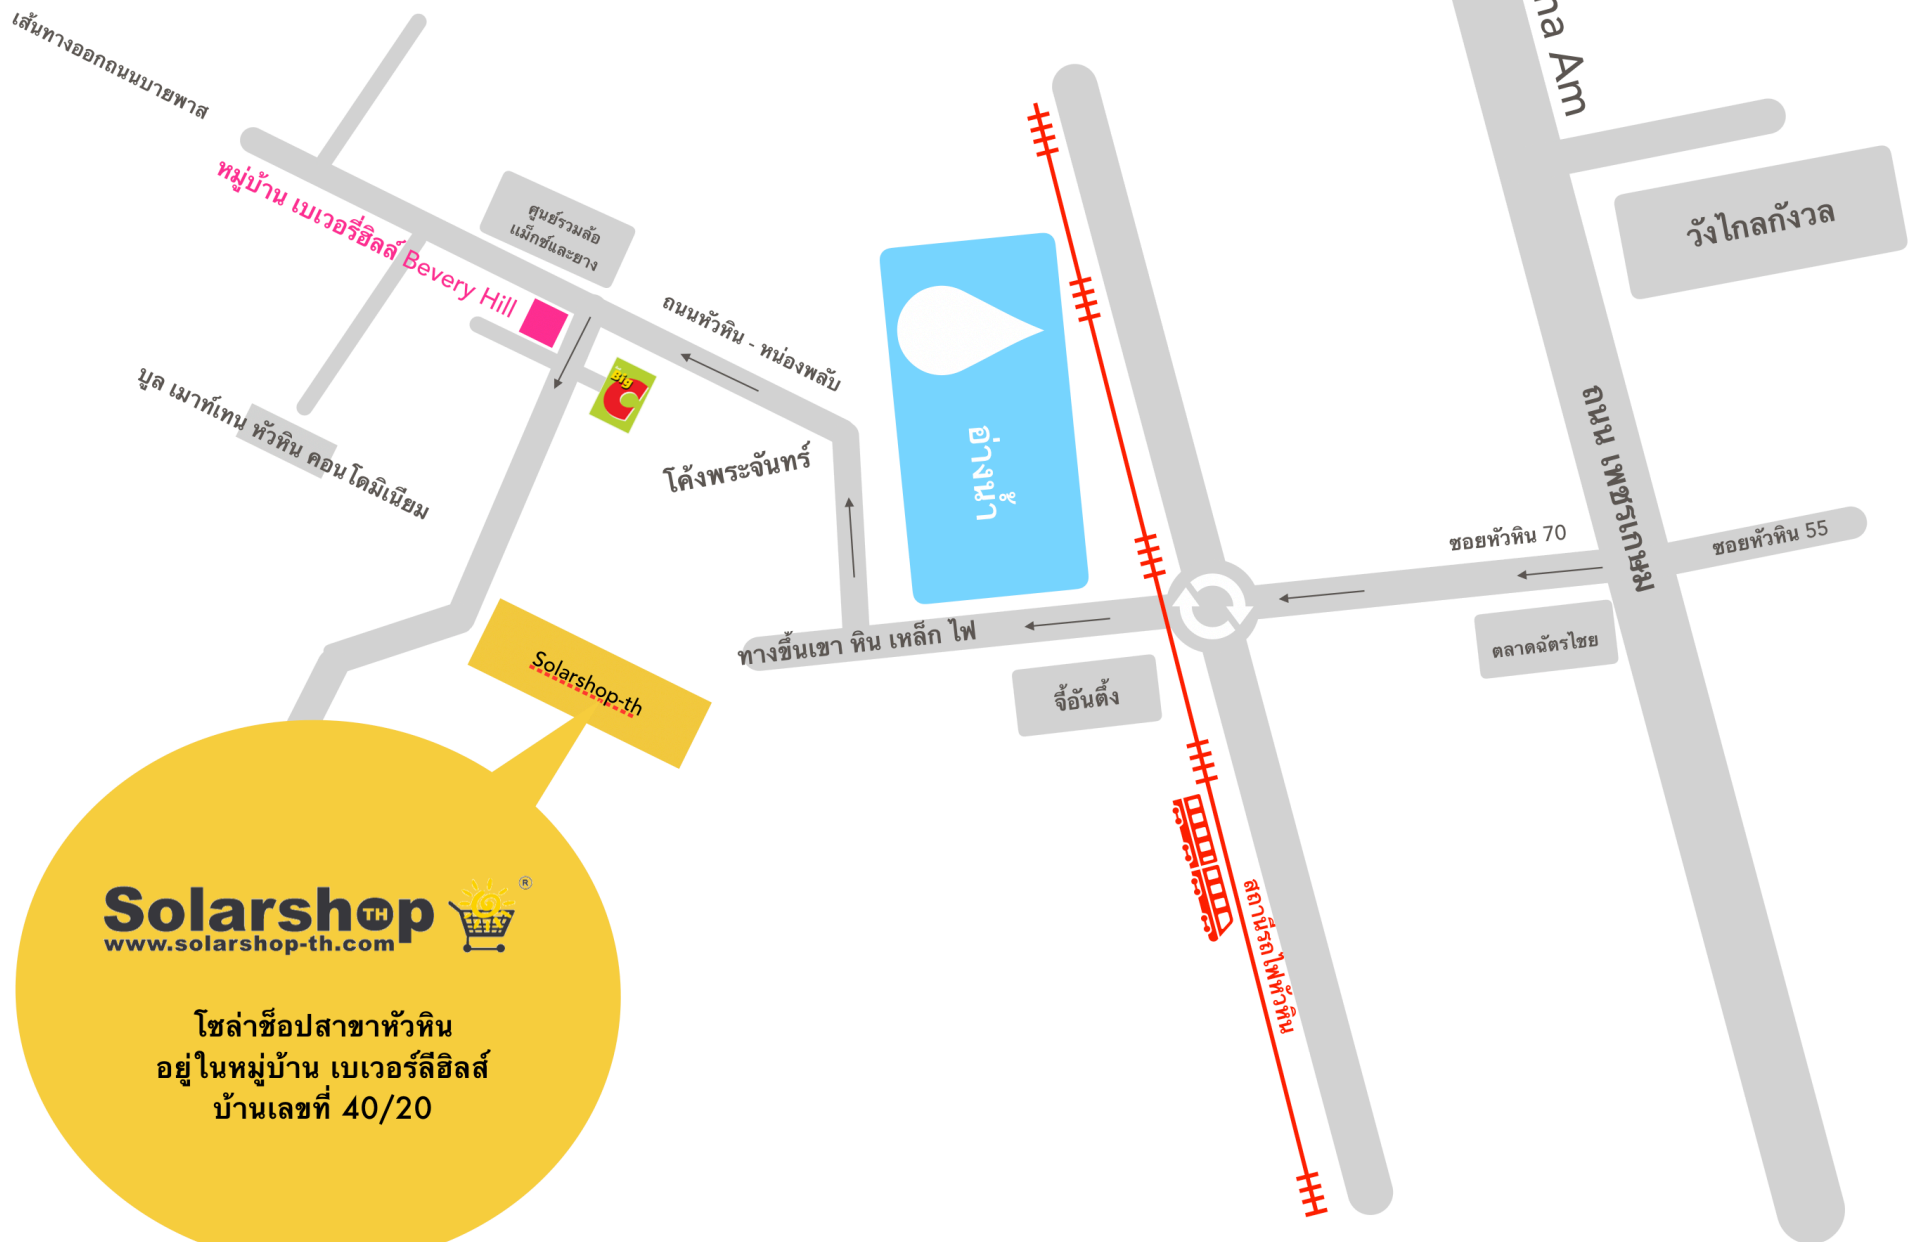 เส้นทางออกถนนบายพาส
na Am
หมู่บ้าน เบเวอรี่ฮิลล์ Bevery Hill
ศูนย์รวมล้อ
แม็กซ์และยาง
วังไกลกังวล
ถนนหัวหิน - หน่องพลับ
Big
C
บูล เมาท์เทน หัวหิน คอนโดมิเนียม
โค้งพระจันทร์
อ่างน้ำ
ถนน เพชรเกษม
ซอยหัวหิน 70
ซอยหัวหิน 55
ทางขึ้นเขา หิน เหล็ก ไฟ
ตลาดฉัตรไชย
จี้อันตึ้ง
Solarshop-th
สถานีรถไฟหัวหิน
Solarshop TH ®
www.solarshop-th.com
โซล่าช็อปสาขาหัวหิน
อยู่ในหมู่บ้าน เบเวอร์ลีฮิลส์
บ้านเลขที่ 40/20